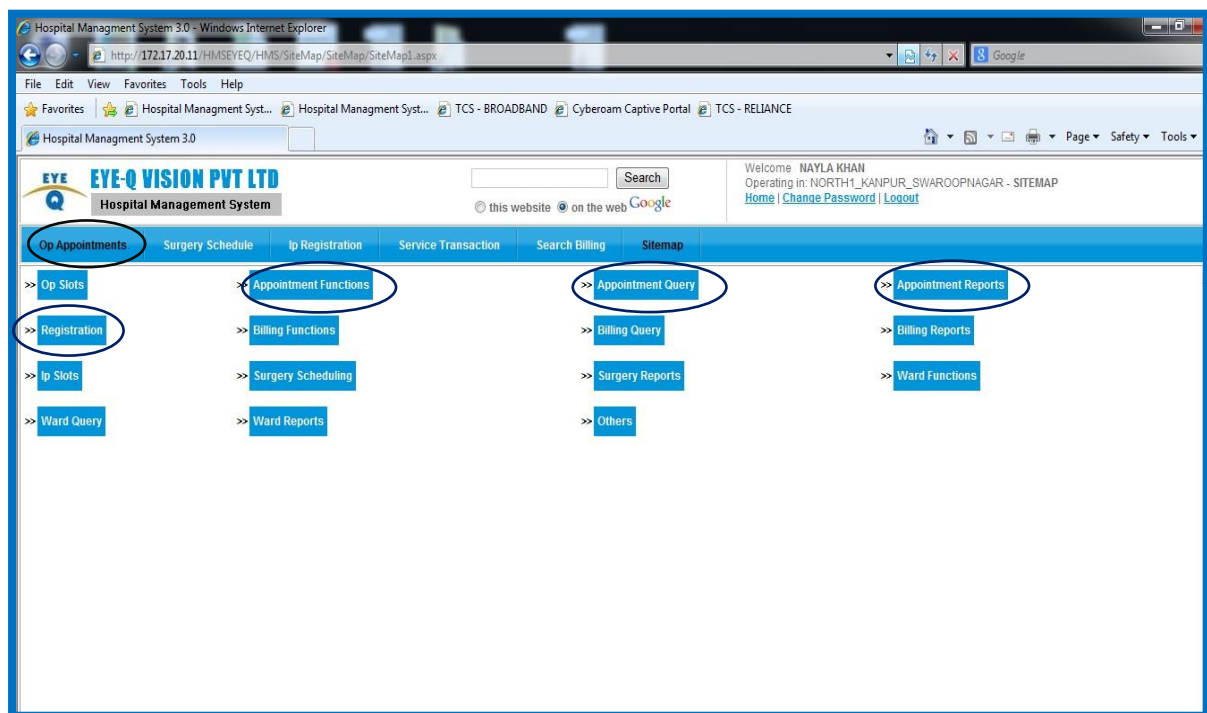 Hospital Managment System 3.0 - Windows Internet Explorer
http://172.17.20.11/HMSEYEQ/HMS/SiteMap/SiteMap1.aspx
Google
File Edit View Favorites Tools Help
Favorites Hospital Managment Syst... Hospital Managment Syst... TCS - BROADBAND Cyberoam Captive Portal TCS - RELIANCE
Hospital Managment System 3.0 Page Safety Tools
EYE Q
EYE-Q VISION PVT LTD
Hospital Management System
Search
this website on the web Google
Welcome NAYLA KHAN
Operating in: NORTH1_KANPUR_SWAROOPNAGAR - SITEMAP
Home | Change Password | Logout
Op Appointments Surgery Schedule Ip Registration Service Transaction Search Billing Sitemap
>> Op Slots >> Appointment Functions >> Appointment Query >> Appointment Reports
>> Registration >> Billing Functions >> Billing Query >> Billing Reports
>> Ip Slots >> Surgery Scheduling >> Surgery Reports >> Ward Functions
>> Ward Query >> Ward Reports >> Others